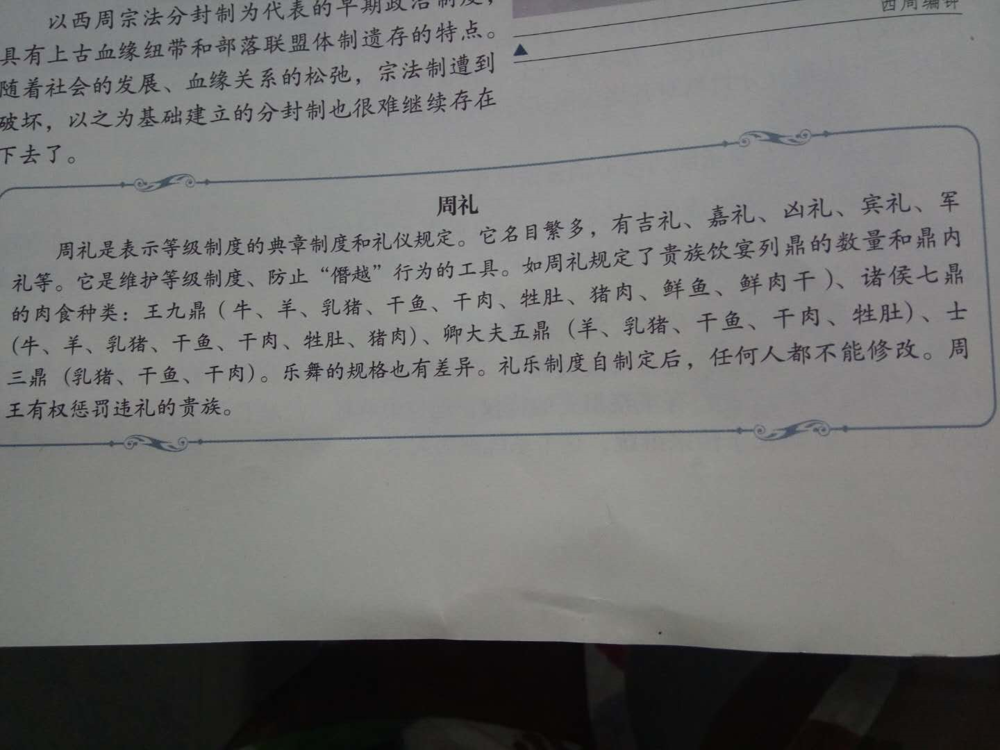 以西周宗法分封制为代表的早期政治制度，
具有上古血缘纽带和部落联盟体制遗存的特点。
随着社会的发展、血缘关系的松弛，宗法制遭到
破坏，以之为基础建立的分封制也很难继续存在
下去了。
西周编钟
周礼
周礼是表示等级制度的典章制度和礼仪规定。它名目繁多，有吉礼、嘉礼、凶礼、宾礼、军
礼等。它是维护等级制度、防止“僭越”行为的工具。如周礼规定了贵族饮宴列鼎的数量和鼎内
的肉食种类：王九鼎（牛、羊、乳猪、干鱼、干肉、牲肚、猪肉、鲜鱼、鲜肉干）、诸侯七鼎
（牛、羊、乳猪、干鱼、干肉、牲肚、猪肉）、卿大夫五鼎（羊、乳猪、干鱼、干肉、牲肚）、士
三鼎（乳猪、干鱼、干肉）。乐舞的规格也有差异。礼乐制度自制定后，任何人都不能修改。周
王有权惩罚违礼的贵族。